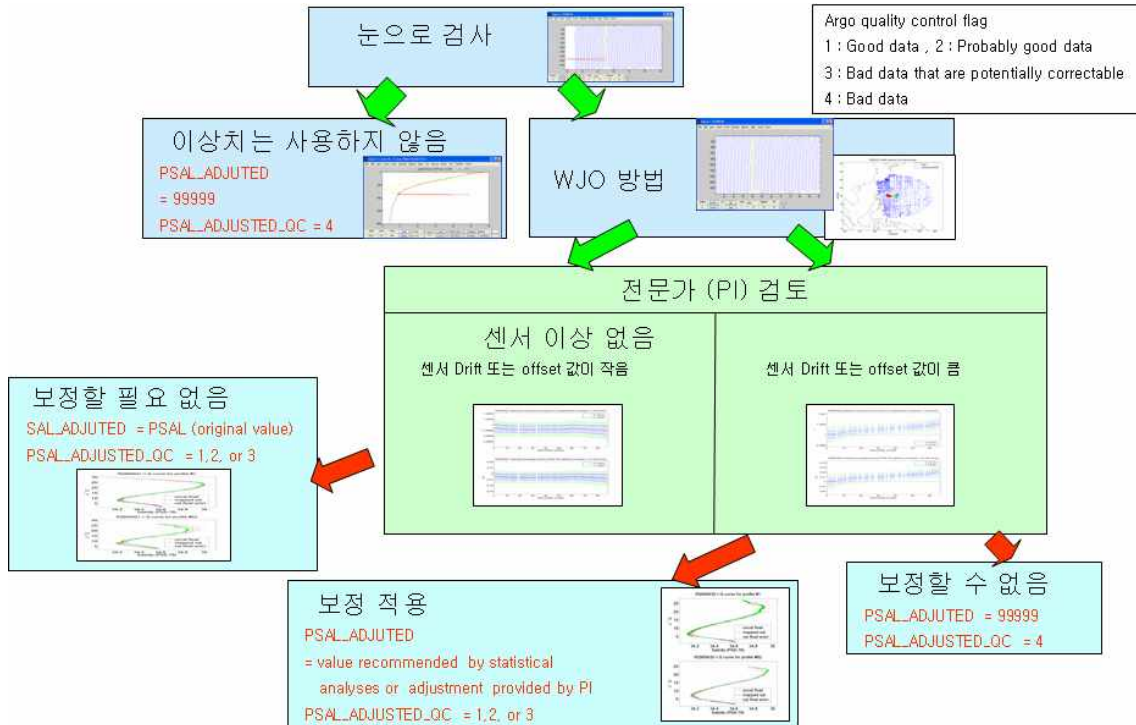 눈으로 검사
Argo quality control flag
1 : Good data , 2 : Probably good data
3 : Bad data that are potentially correctable
4 : Bad data
이상치는 사용하지 않음
PSAL_ADJUTED
= 99999
PSAL_ADJUSTED_QC = 4
WJO 방법
전문가 (PI) 검토
센서 이상 없음
센서 Drift 또는 offset 값이 작음
센서 Drift 또는 offset 값이 큼
보정할 필요 없음
SAL_ADJUTED = PSAL (original value)
PSAL_ADJUSTED_QC = 1,2, or 3
보정 적용
PSAL_ADJUTED
= value recommended by statistical
analyses or adjustment provided by PI
PSAL_ADJUSTED_QC = 1,2, or 3
보정할 수 없음
PSAL_ADJUTED = 99999
PSAL_ADJUSTED_QC = 4